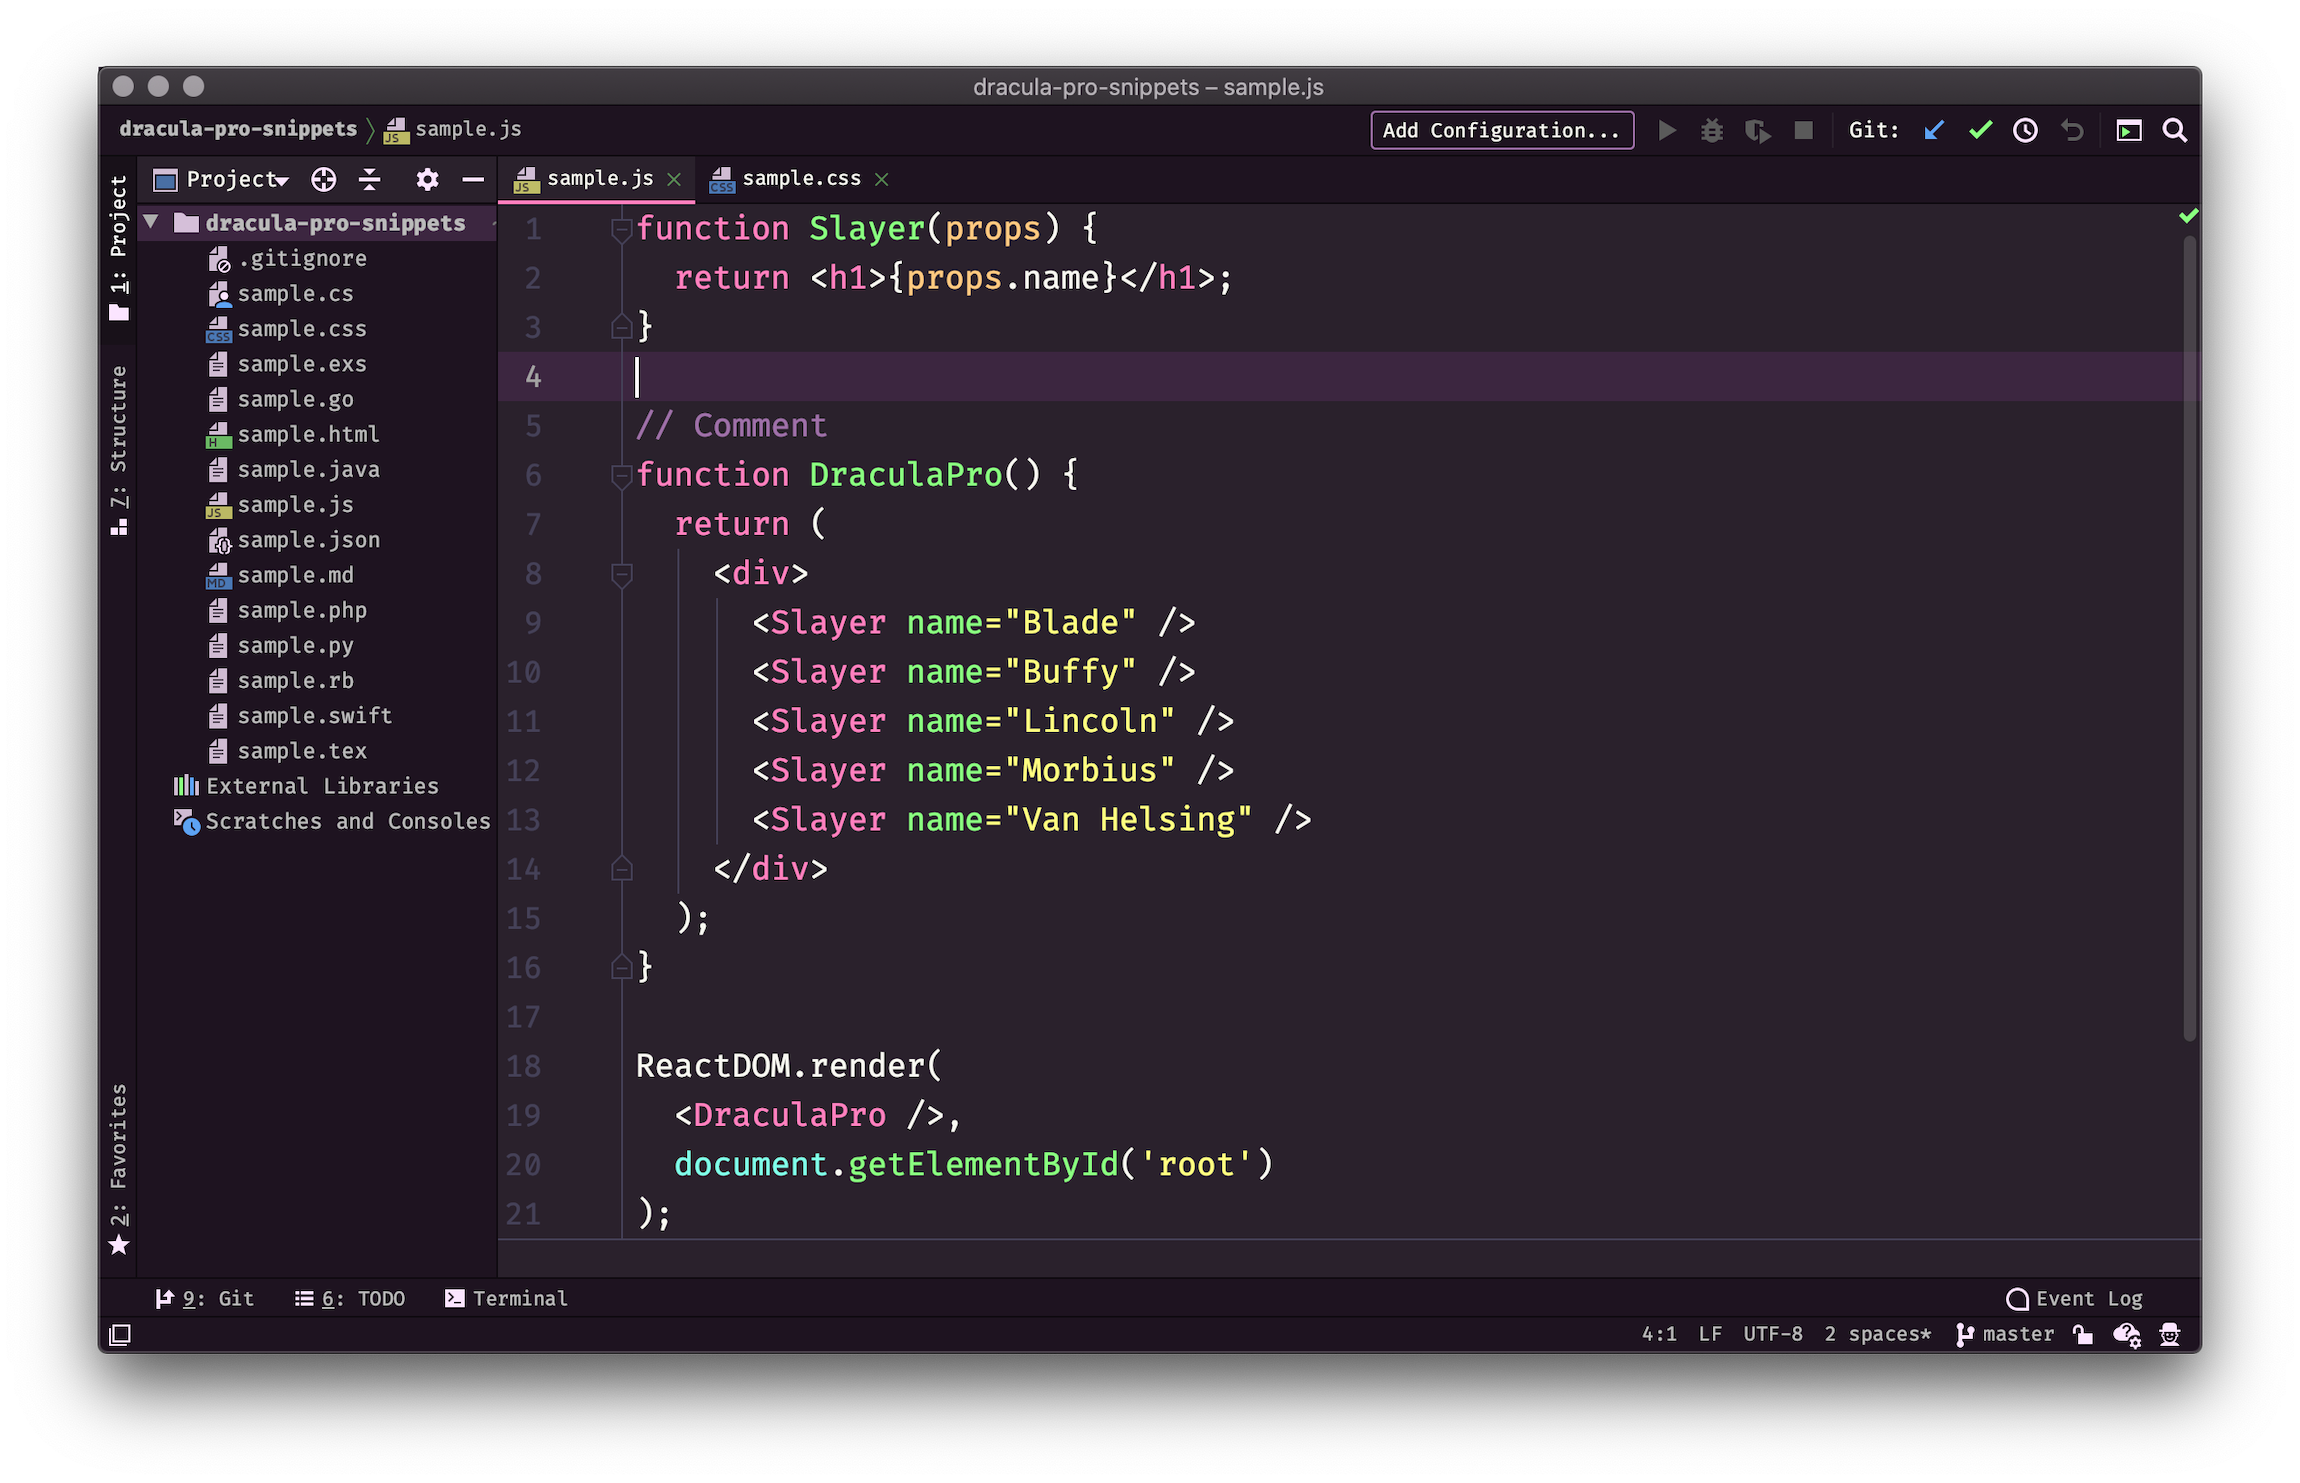 dracula-pro-snippets – sample.js
dracula-pro-snippets sample.js Add Configuration... Git:
Project sample.js sample.css
1: Project
7: Structure
2: Favorites
dracula-pro-snippets
.gitignore
sample.cs
sample.css
sample.exs
sample.go
sample.html
sample.java
sample.js
sample.json
sample.md
sample.php
sample.py
sample.rb
sample.swift
sample.tex
External Libraries
Scratches and Consoles
1 function Slayer(props) {
2   return <h1>{props.name}</h1>;
3 }
4
5 // Comment
6 function DraculaPro() {
7   return (
8     <div>
9       <Slayer name="Blade" />
10       <Slayer name="Buffy" />
11       <Slayer name="Lincoln" />
12       <Slayer name="Morbius" />
13       <Slayer name="Van Helsing" />
14     </div>
15   );
16 }
17
18 ReactDOM.render(
19   <DraculaPro />,
20   document.getElementById('root')
21 );
9: Git 6: TODO Terminal Event Log
4:1 LF UTF-8 2 spaces* master